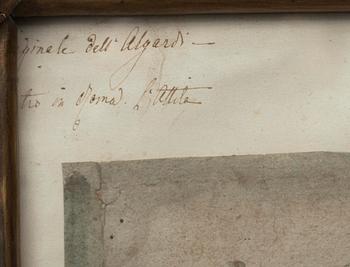 ginale dell'Algardi —
tro in Roma. L'Attila